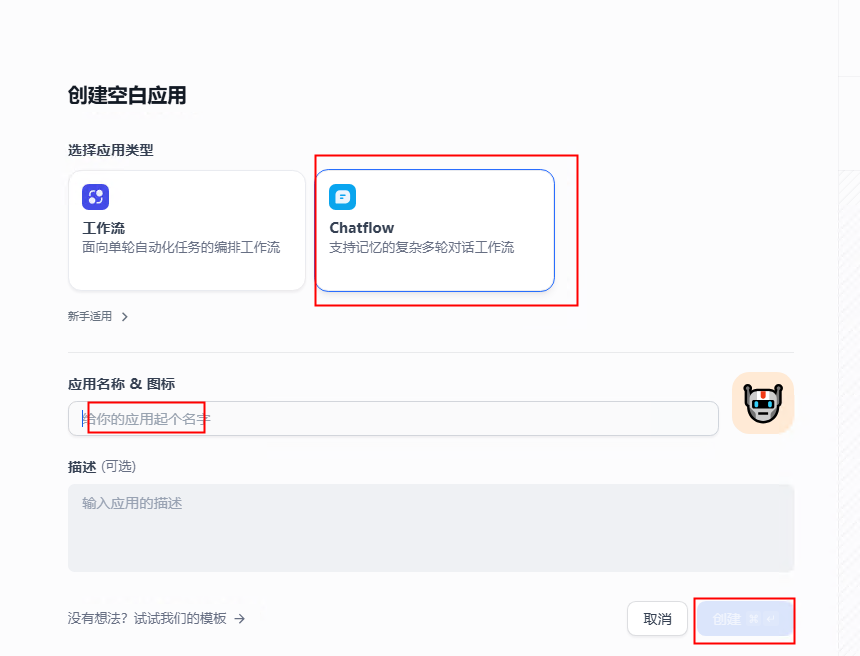 创建空白应用
选择应用类型
工作流
面向单轮自动化任务的编排工作流
Chatflow
支持记忆的复杂多轮对话工作流
新手适用
应用名称 & 图标
给你的应用起个名字
描述 (可选)
输入应用的描述
没有想法？试试我们的模板 →
取消
创建 ⌘ ↵